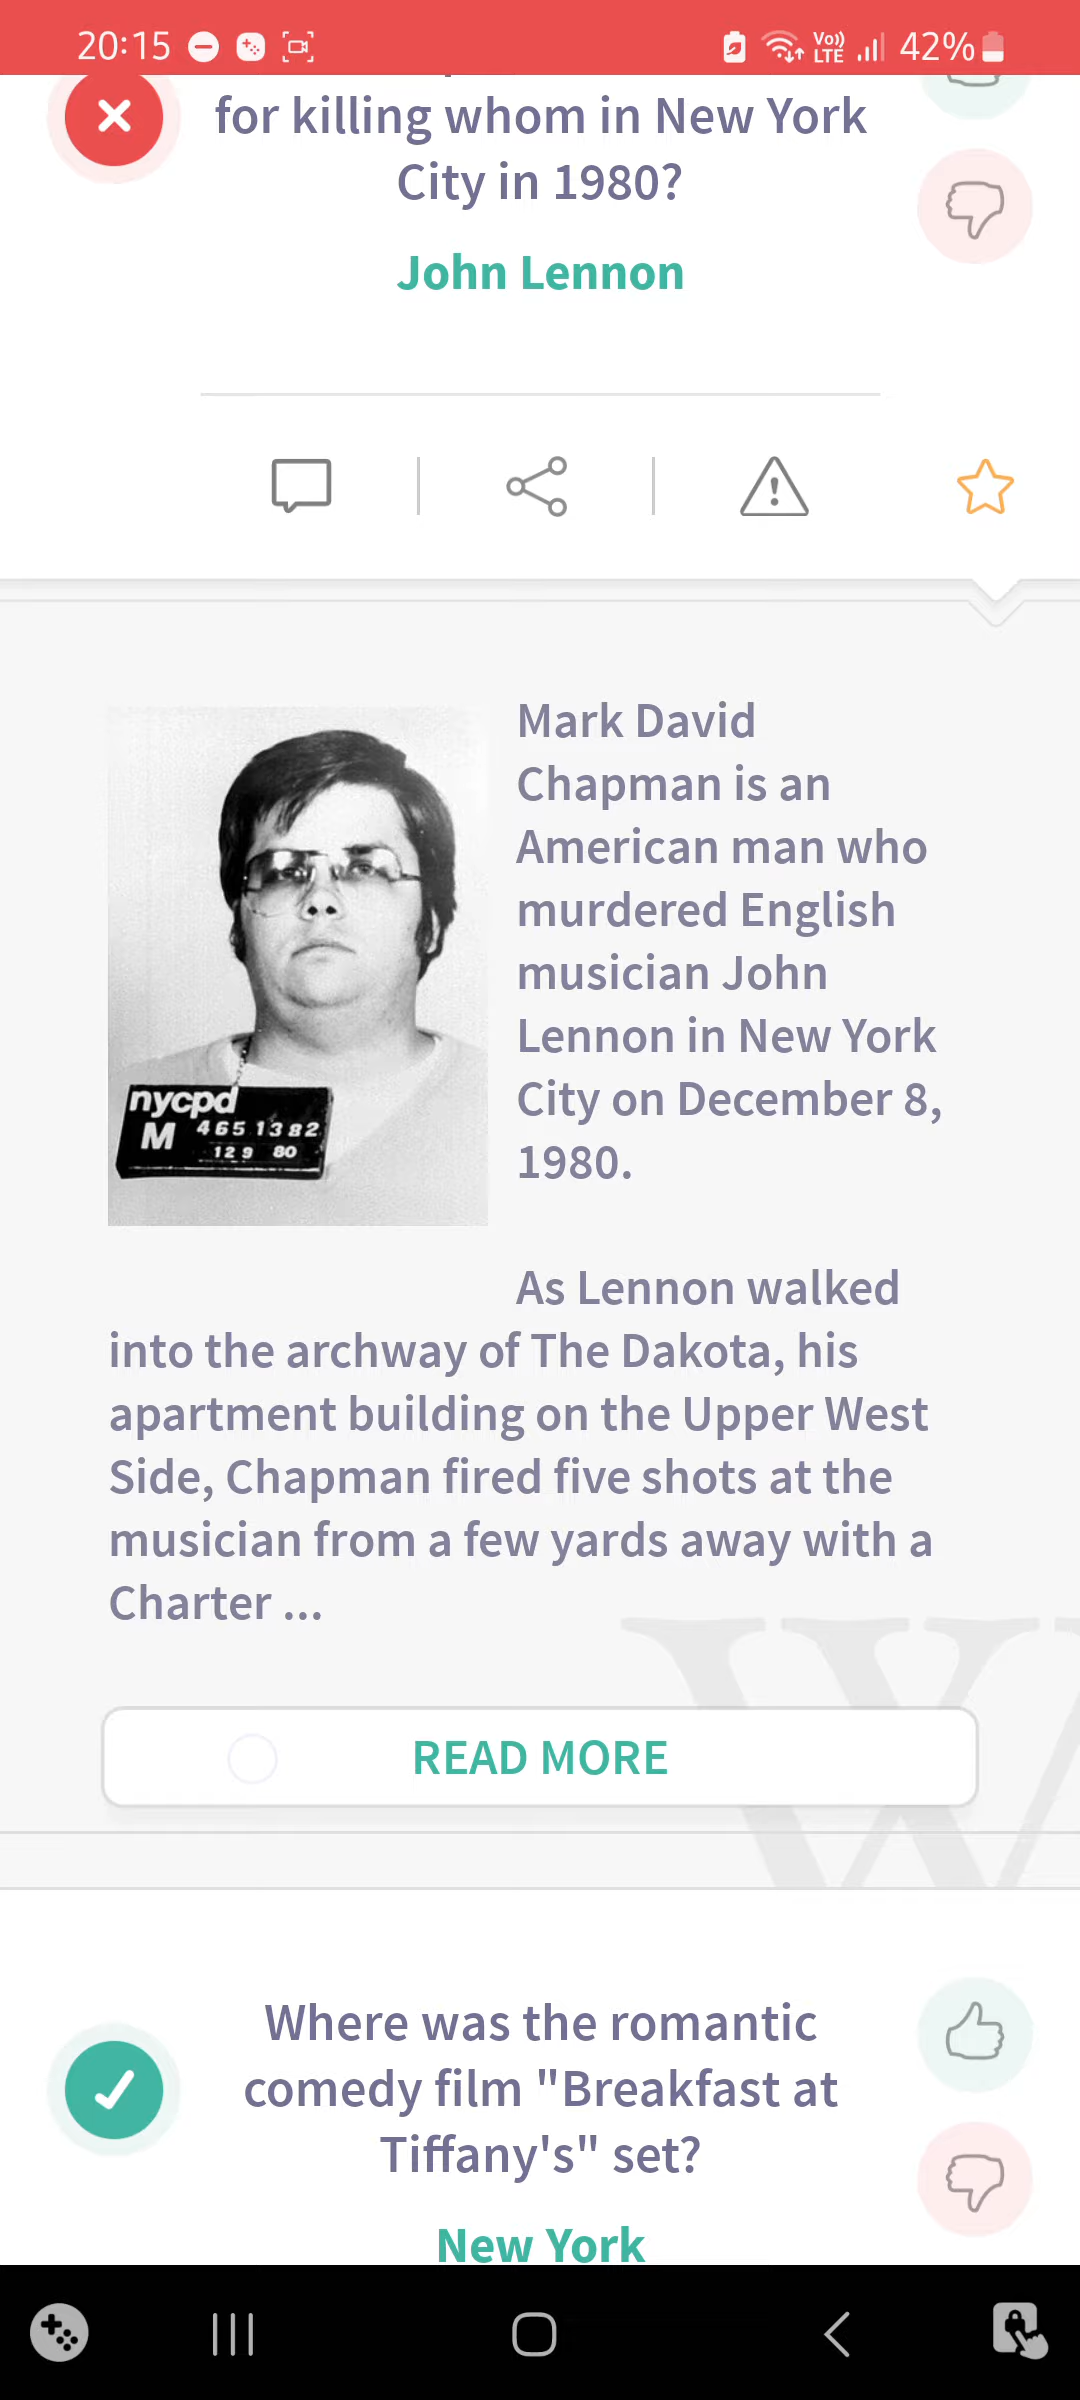 20:15
Vo))
LTE
42%
for killing whom in New York
City in 1980?
John Lennon
Mark David
Chapman is an
American man who
murdered English
musician John
Lennon in New York
City on December 8,
1980.
nycpd
M 465 1382
12 9 80
As Lennon walked
into the archway of The Dakota, his
apartment building on the Upper West
Side, Chapman fired five shots at the
musician from a few yards away with a
Charter ...
W
READ MORE
Where was the romantic
comedy film "Breakfast at
Tiffany's" set?
New York